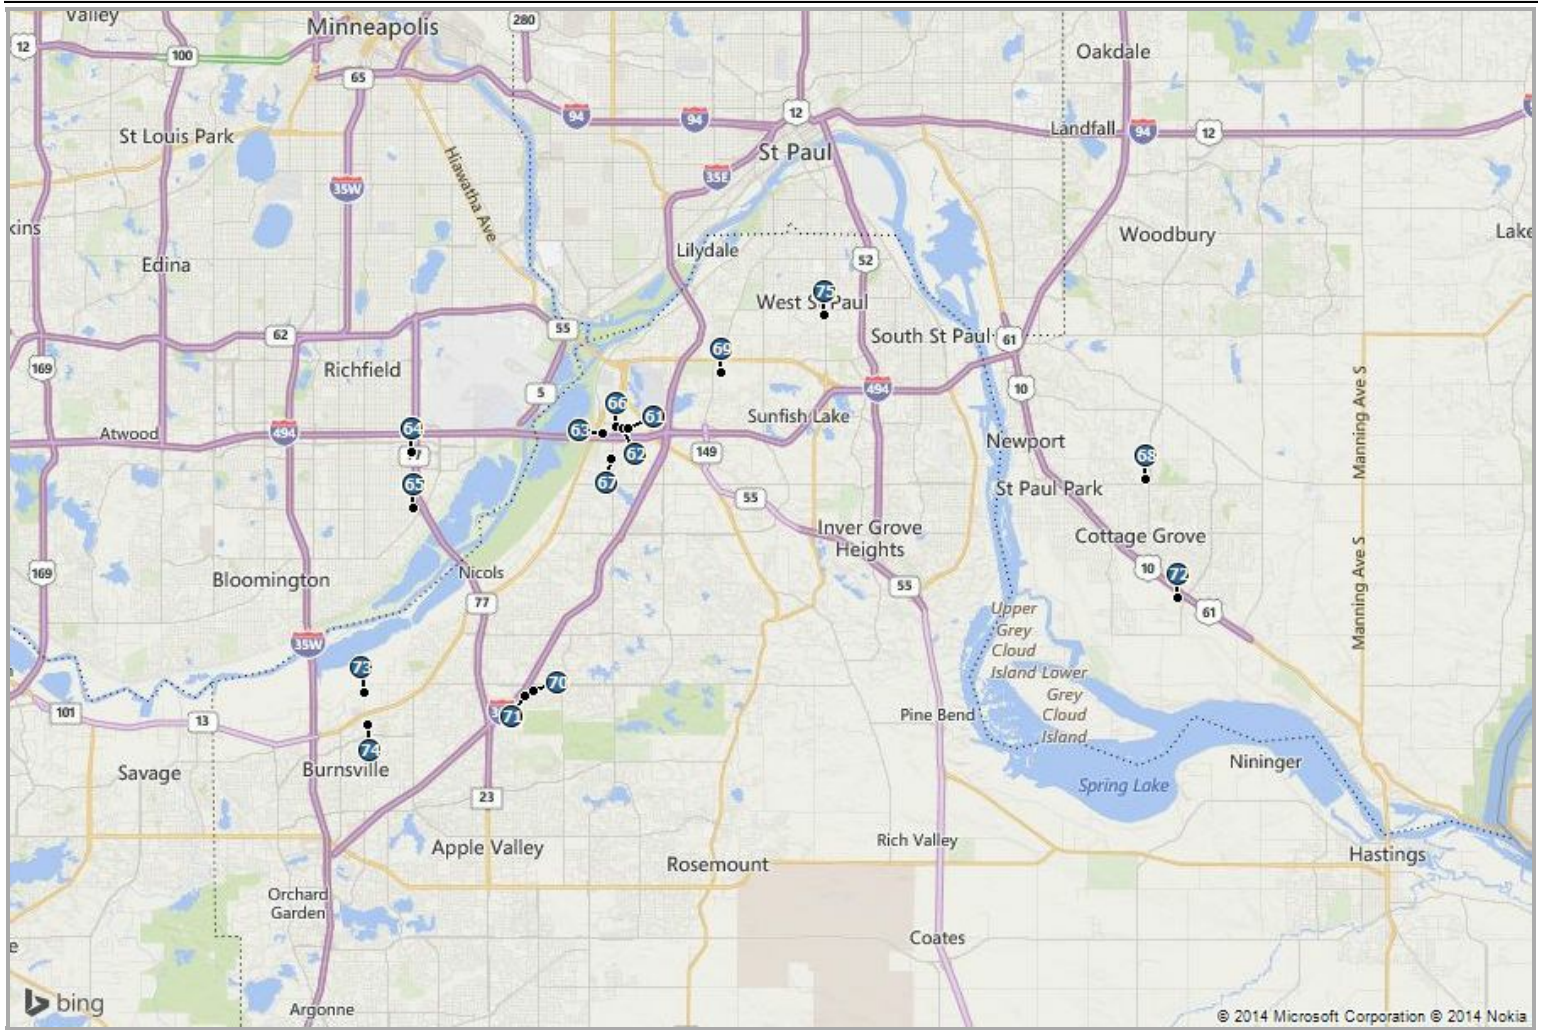 Valley
Minneapolis
280
12
100
65
Oakdale
94
94
12
Landfall
94
12
St Louis Park
St Paul
35E
35W
Hiawatha Ave
kins
Edina
Lilydale
52
Woodbury
Lake
75
West St Paul
62
55
South St Paul
61
169
Richfield
69
5
494
10
Manning Ave S
66
61
63
Sunfish Lake
64
Atwood
494
Newport
149
62
68
65
67
55
St Paul Park
Inver Grove
Heights
Cottage Grove
169
Bloomington
Nicols
10
72
55
77
61
Upper
Grey
Cloud
Island
Manning Ave S
35W
73
Lower
Grey
Cloud
Island
70
71
101
13
Pine Bend
74
Savage
Burnsville
Nininger
Spring Lake
23
Apple Valley
Rich Valley
Rosemount
Hastings
Orchard
Garden
Coates
e
bing
Argonne
© 2014 Microsoft Corporation © 2014 Nokia